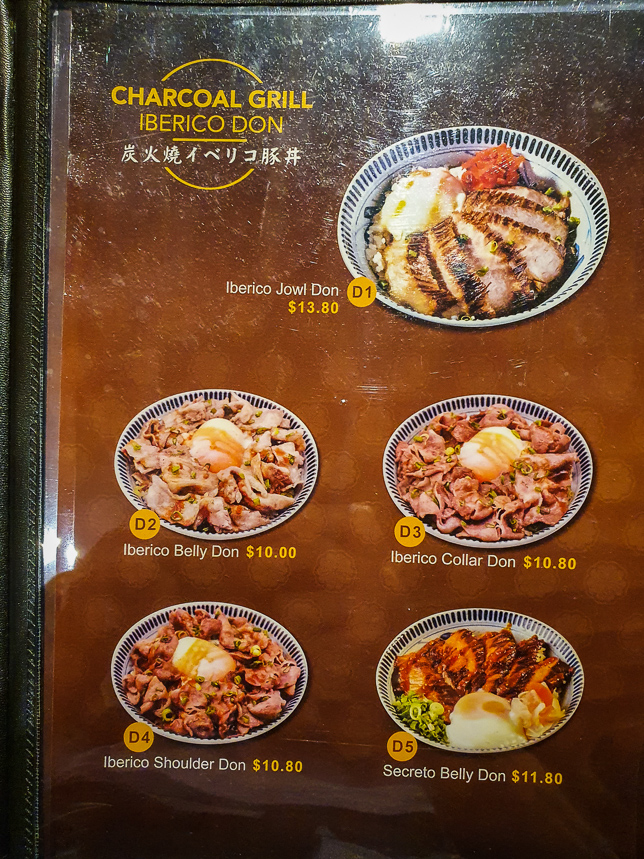 CHARCOAL GRILL
IBERICO DON
炭火燒イベリコ豚丼
Iberico Jowl Don D1
$13.80
D2
Iberico Belly Don $10.00
D3
Iberico Collar Don $10.80
D4
Iberico Shoulder Don $10.80
D5
Secreto Belly Don $11.80